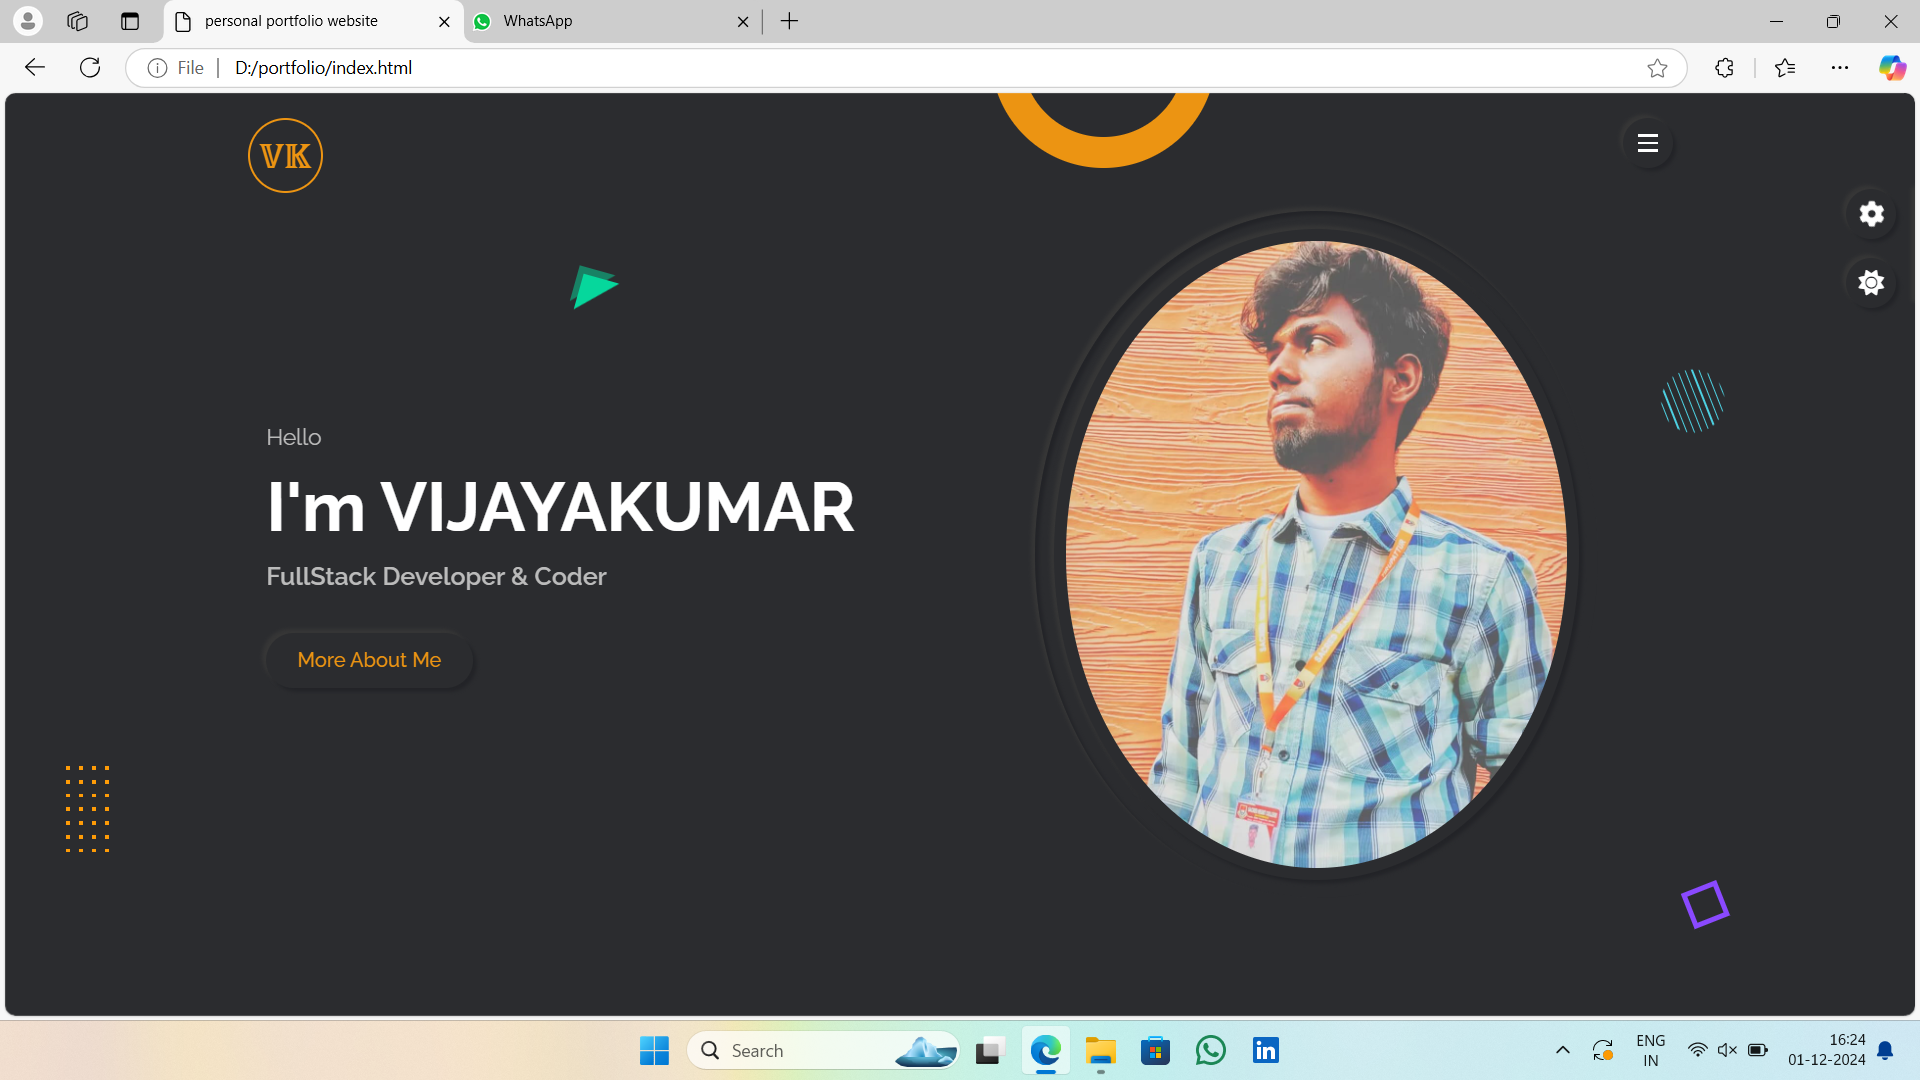 personal portfolio website
WhatsApp
File
D:/portfolio/index.html
VK
Hello
I'm VIJAYAKUMAR
FullStack Developer & Coder
More About Me
Search
in
ENG
IN
16:24
01-12-2024